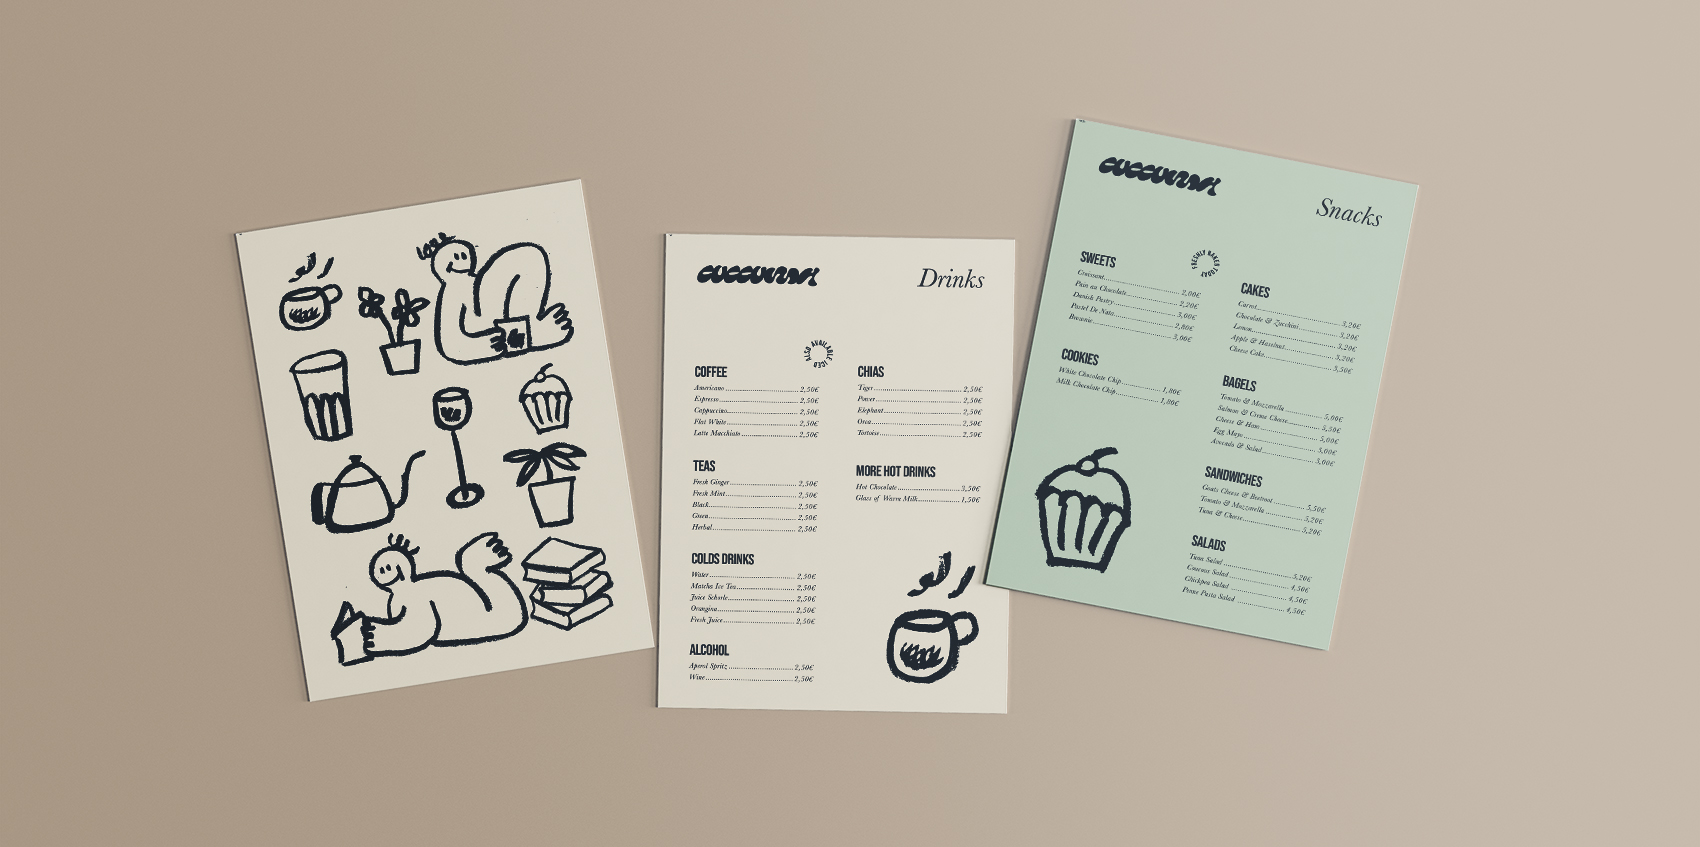 Drinks
ALSO AVAILABLE ICED
COFFEE
Americano 2,50€
Espresso 2,50€
Cappuccino 2,50€
Flat White 2,50€
Latte Macchiato 2,50€
TEAS
Fresh Ginger 2,50€
Fresh Mint 2,50€
Black 2,50€
Green 2,50€
Herbal 2,50€
COLDS DRINKS
Water 2,50€
Matcha Ice Tea 2,50€
Juice Schorle 2,50€
Orangina 2,50€
Fresh Juice 2,50€
ALCOHOL
Aperol Spritz 2,50€
Wine 2,50€
CHIAS
Tiger 2,50€
Power 2,50€
Elephant 2,50€
Orca 2,50€
Tortoise 2,50€
MORE HOT DRINKS
Hot Chocolate 3,50€
Glass of Warm Milk 1,50€
Snacks
FRESHLY BAKED TODAY
SWEETS
Croissant 2,00€
Pain au Chocolate 2,20€
Danish Pastry 3,00€
Pastel De Nata 2,80€
Brownie 3,00€
COOKIES
White Chocolate Chip 1,80€
Milk Chocolate Chip 1,80€
CAKES
Carrot 3,20€
Chocolate & Zucchini 3,20€
Lemon 3,20€
Apple & Hazelnut 3,20€
Cheese Cake 3,50€
BAGELS
Tomato & Mozzarella 5,00€
Salmon & Creme Cheese 5,50€
Cheese & Ham 5,00€
Egg Mayo 5,00€
Avocado & Salad 5,00€
SANDWICHES
Goats Cheese & Beetroot 5,50€
Tomato & Mozzarella 5,20€
Tuna & Cheese 5,20€
SALADS
Tuna Salad 5,20€
Couscous Salad 4,50€
Chickpea Salad 4,50€
Penne Pasta Salad 4,50€